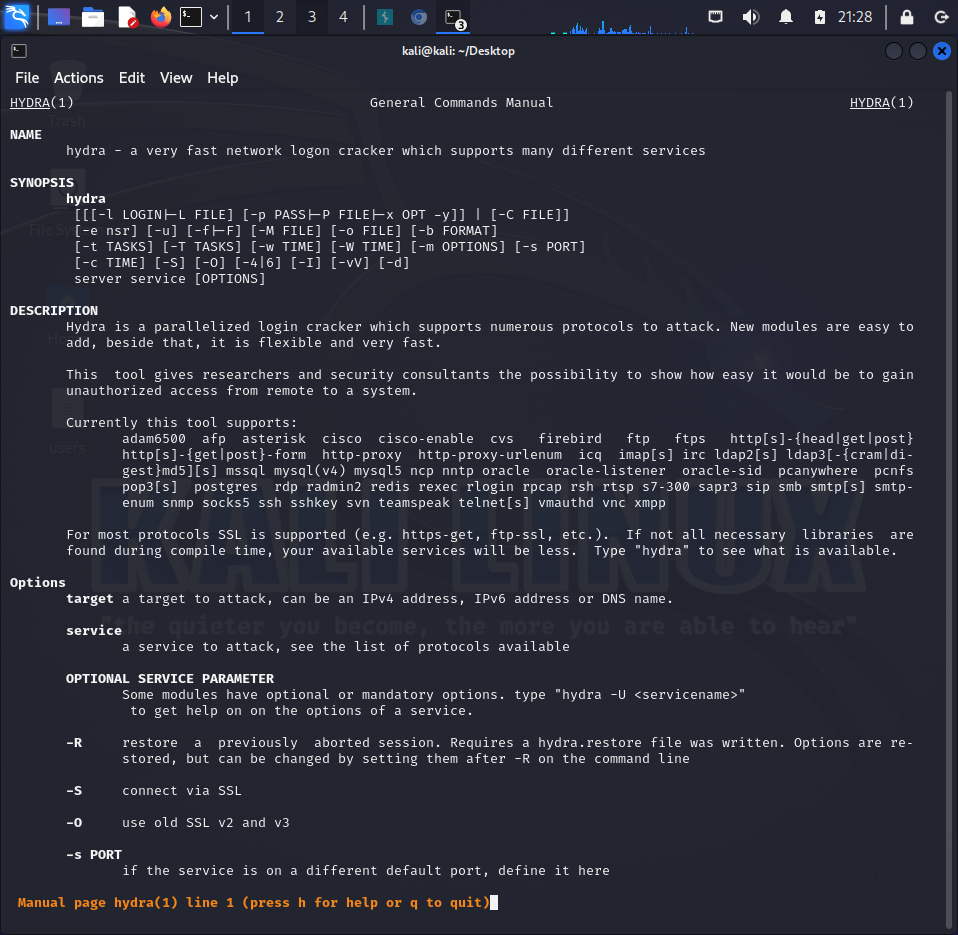 1 2 3 4 3 21:28
kali@kali: ~/Desktop
File Actions Edit View Help
HYDRA(1) General Commands Manual HYDRA(1)
Trash
NAME
hydra - a very fast network logon cracker which supports many different services
SYNOPSIS
hydra
[[[-l LOGIN|-L FILE] [-p PASS|-P FILE|-x OPT -y]] | [-C FILE]]
[-e nsr] [-u] [-f|-F] [-M FILE] [-o FILE] [-b FORMAT]
[-t TASKS] [-T TASKS] [-w TIME] [-W TIME] [-m OPTIONS] [-s PORT]
[-c TIME] [-S] [-O] [-4|6] [-I] [-vV] [-d]
server service [OPTIONS]
DESCRIPTION
Hydra is a parallelized login cracker which supports numerous protocols to attack. New modules are easy to
add, beside that, it is flexible and very fast.
This tool gives researchers and security consultants the possibility to show how easy it would be to gain
unauthorized access from remote to a system.
Currently this tool supports:
adam6500 afp asterisk cisco cisco-enable cvs firebird ftp ftps http[s]-{head|get|post}
http[s]-{get|post}-form http-proxy http-proxy-urlenum icq imap[s] irc ldap2[s] ldap3[-{cram|di-
gest}md5][s] mssql mysql(v4) mysql5 ncp nntp oracle oracle-listener oracle-sid pcanywhere pcnfs
pop3[s] postgres rdp radmin2 redis rexec rlogin rpcap rsh rtsp s7-300 sapr3 sip smb smtp[s] smtp-
enum snmp socks5 ssh sshkey svn teamspeak telnet[s] vmauthd vnc xmpp
users
For most protocols SSL is supported (e.g. https-get, ftp-ssl, etc.). If not all necessary libraries are
found during compile time, your available services will be less. Type "hydra" to see what is available.
KALI LINUX
Options
target a target to attack, can be an IPv4 address, IPv6 address or DNS name.
"the quieter you become, the more you are able to hear"
service
a service to attack, see the list of protocols available
OPTIONAL SERVICE PARAMETER
Some modules have optional or mandatory options. type "hydra -U <servicename>"
to get help on on the options of a service.
-R restore a previously aborted session. Requires a hydra.restore file was written. Options are re-
stored, but can be changed by setting them after -R on the command line
-S connect via SSL
-O use old SSL v2 and v3
-s PORT
if the service is on a different default port, define it here
Manual page hydra(1) line 1 (press h for help or q to quit)